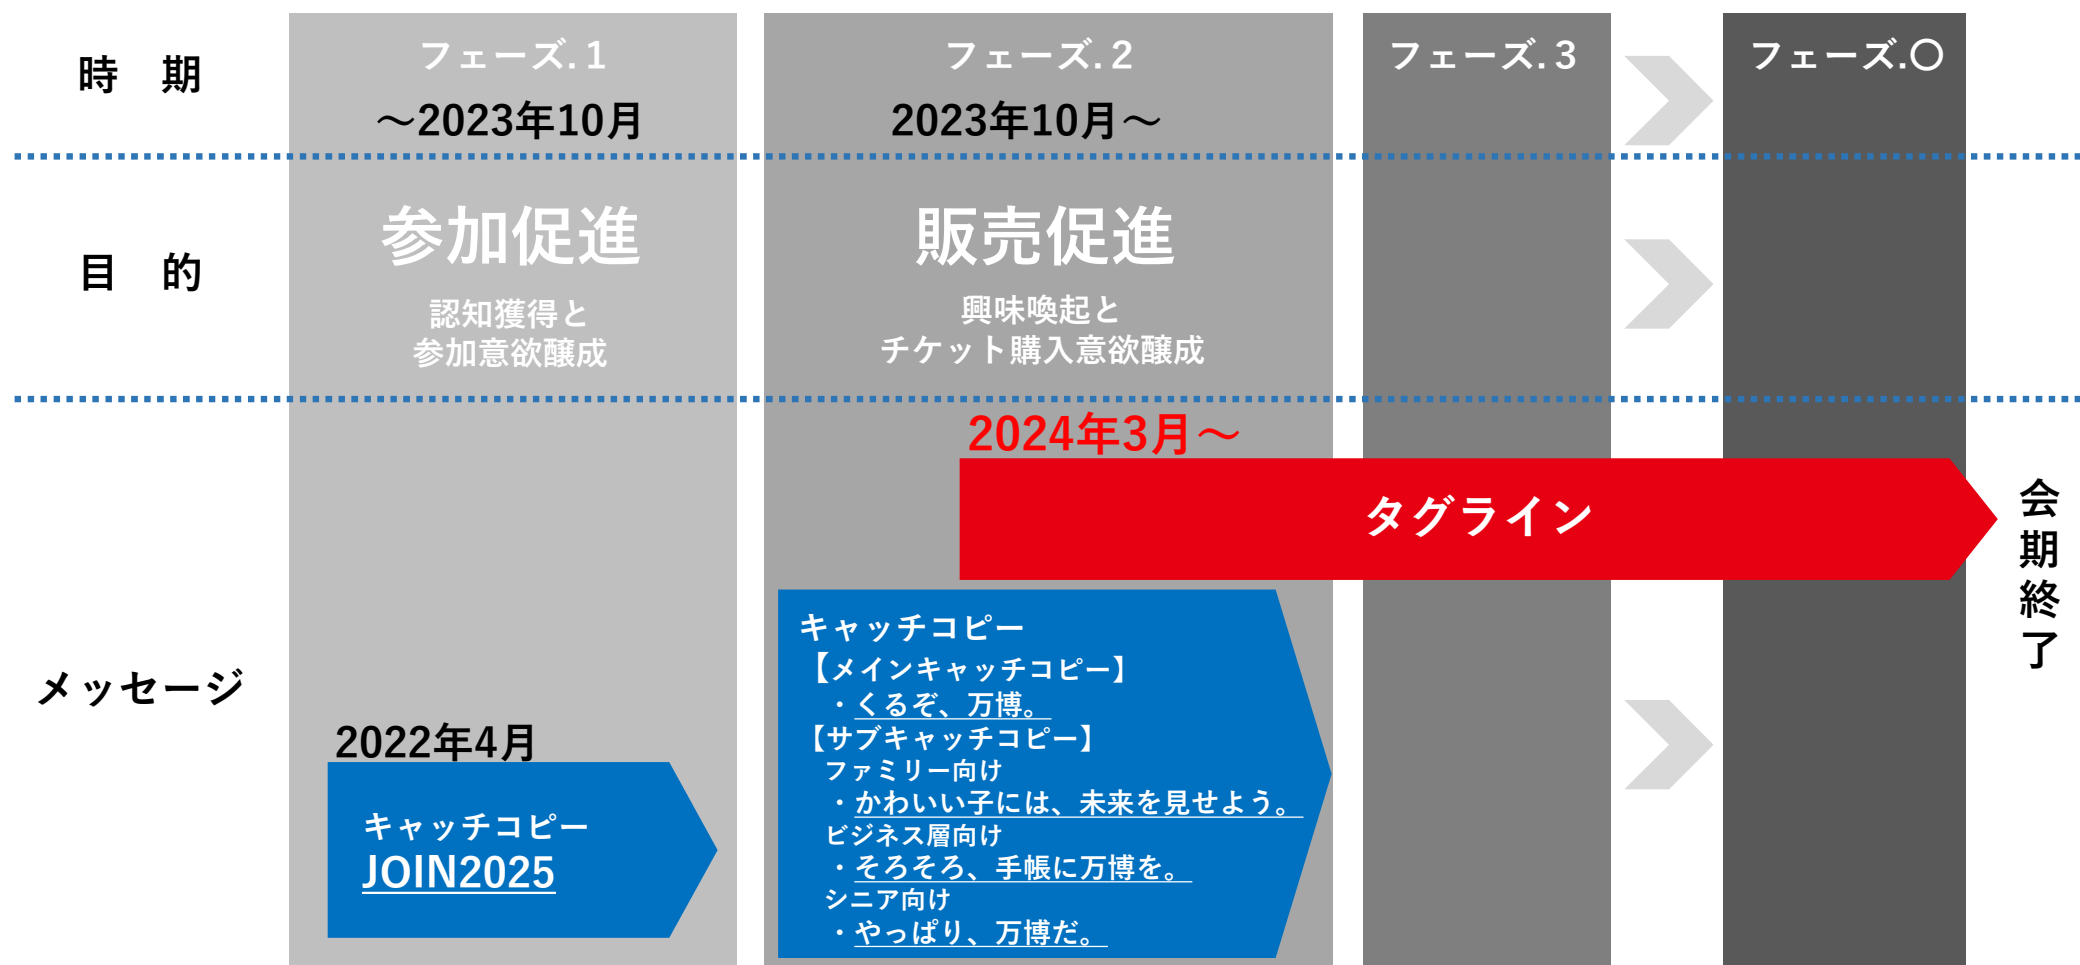 時　期
フェーズ. 1
～2023年10月
フェーズ. 2
2023年10月～
フェーズ. 3
フェーズ.〇
目　的
参加促進
認知獲得と
参加意欲醸成
販売促進
興味喚起と
チケット購入意欲醸成
メッセージ
2022年4月
キャッチコピー
JOIN2025
2024年3月～
タグライン
キャッチコピー
【メインキャッチコピー】
・くるぞ、万博。
【サブキャッチコピー】
ファミリー向け
・かわいい子には、未来を見せよう。
ビジネス層向け
・そろそろ、手帳に万博を。
シニア向け
・やっぱり、万博だ。
会期終了